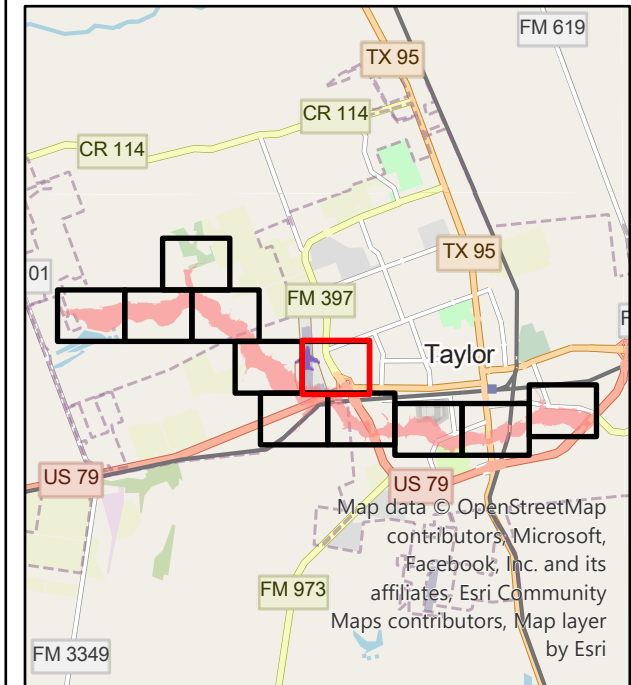 FM 619
TX 95
CR 114
CR 114
TX 95
01
FM 397
Taylor
US 79
US 79
Map data © OpenStreetMap
contributors, Microsoft,
Facebook, Inc. and its
affiliates, Esri Community
Maps contributors, Map layer
by Esri
FM 973
FM 3349